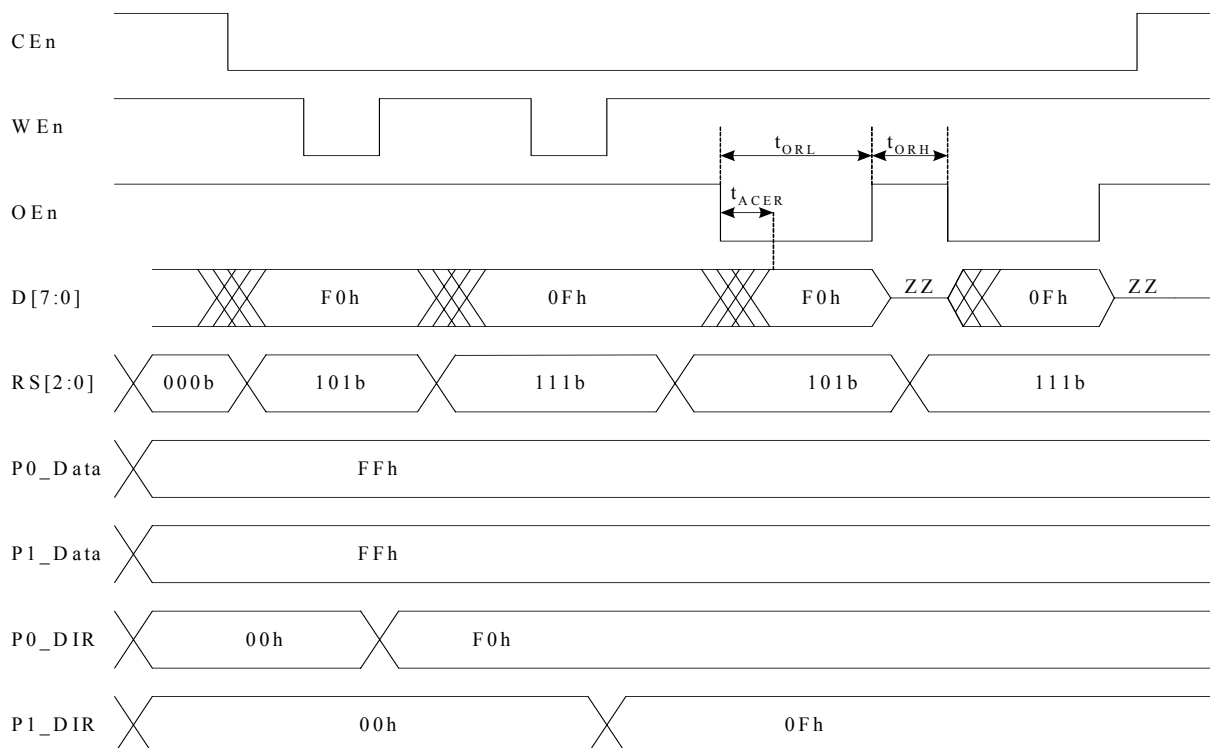 CEn
WEn
tORL tORH
OEn
tACER
D[7:0] F0h 0Fh F0h ZZ 0Fh ZZ
RS[2:0] 000b 101b 111b 101b 111b
P0_Data FFh
P1_Data FFh
P0_DIR 00h F0h
P1_DIR 00h 0Fh